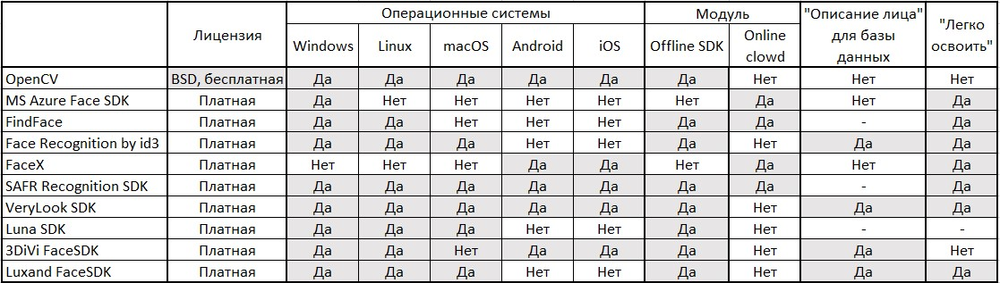 Лицензия Операционные системы Модуль "Описание лица" для базы данных "Легко освоить"
Windows Linux macOS Android iOS Offline SDK Online clowd
OpenCV BSD, бесплатная Да Да Да Да Да Да Нет Нет Нет
MS Azure Face SDK Платная Да Нет Нет Нет Нет Нет Да Нет Да
FindFace Платная Да Да Нет Нет Нет Да Да - Да
Face Recognition by id3 Платная Да Да Да Нет Нет Да Нет Да Да
FaceX Платная Нет Нет Нет Да Да Нет Да Нет Да
SAFR Recognition SDK Платная Да Да Да Да Да Да Да - Да
VeryLook SDK Платная Да Да Да Да Да Да Нет Да Да
Luna SDK Платная Да Да Да Нет Нет Да Нет - -
3DiVi FaceSDK Платная Да Да Нет Да Да Да Нет Да Нет
Luxand FaceSDK Платная Да Да Да Нет Нет Да Нет Да Да